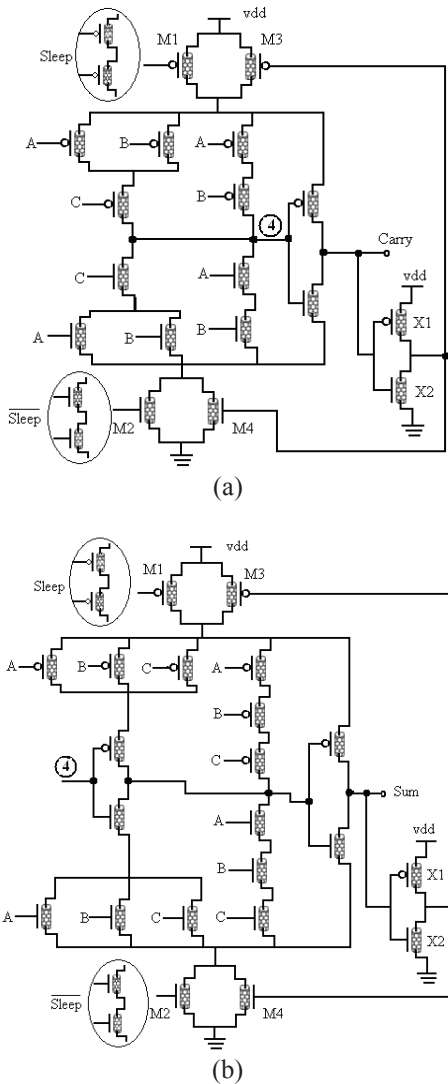 vdd
M1 M3
Sleep
A B A
C B
4
Carry
C A
vdd
X1
A B B
X2
Sleep
M2 M4
(a)
vdd
M1 M3
Sleep
A B C A
B
4 C
Sum
A
vdd
B
X1
A B C C
X2
Sleep
M2 M4
(b)